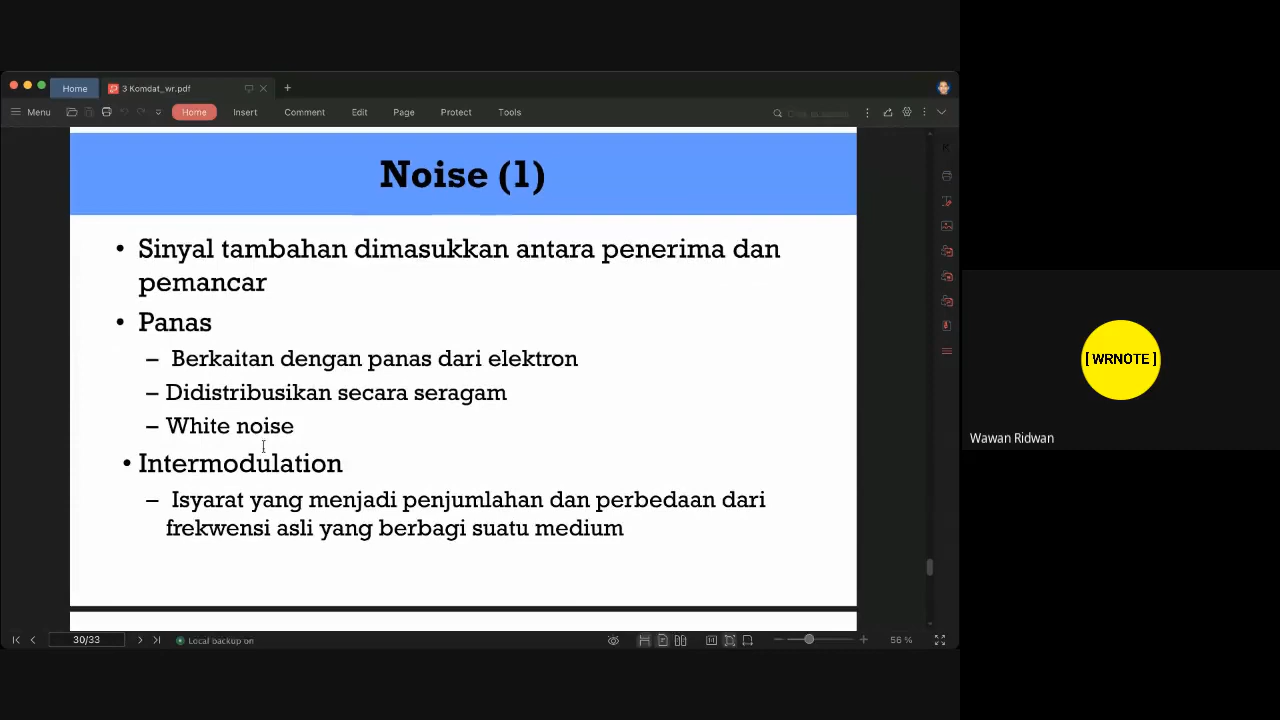 Home
3 Komdat_wr.pdf
Menu
Home
Insert
Comment
Edit
Page
Protect
Tools
Noise (1)
• Sinyal tambahan dimasukkan antara penerima dan
pemancar
• Panas
– Berkaitan dengan panas dari elektron
– Didistribusikan secara seragam
– White noise
• Intermodulation
– Isyarat yang menjadi penjumlahan dan perbedaan dari
frekwensi asli yang berbagi suatu medium
30/33
Local backup on
56 %
[ WRNOTE ]
Wawan Ridwan